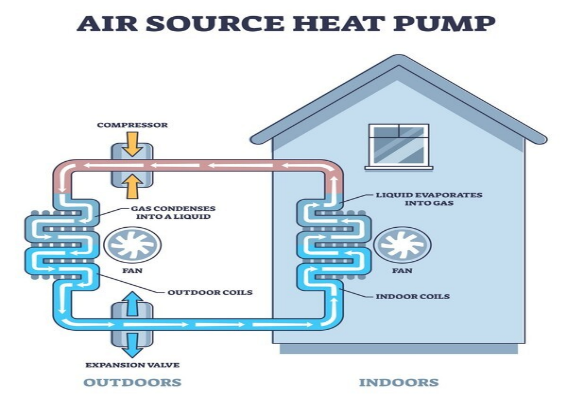 AIR SOURCE HEAT PUMP
COMPRESSOR
GAS CONDENSES
INTO A LIQUID
LIQUID EVAPORATES
INTO GAS
FAN
FAN
OUTDOOR COILS
INDOOR COILS
EXPANSION VALVE
OUTDOORS
INDOORS